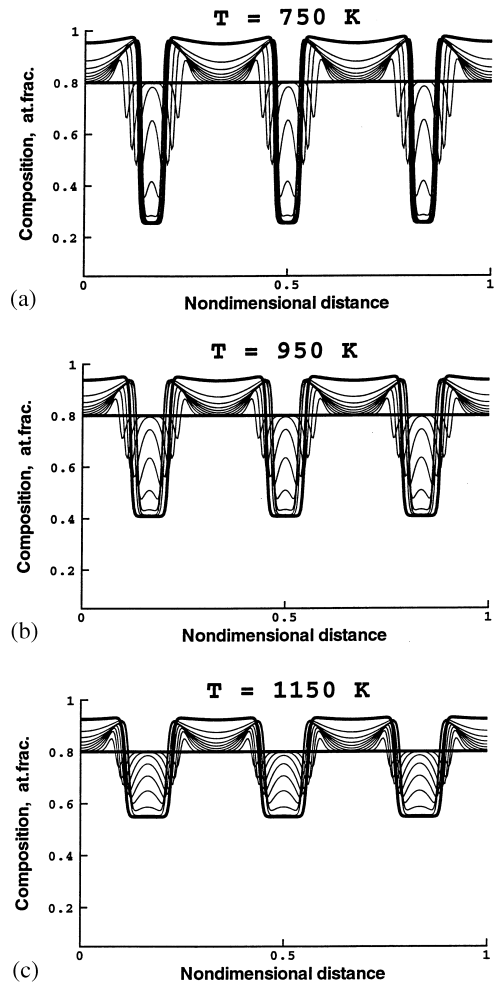 T = 750 K
Composition, at.frac.
1
0.8
0.6
0.4
0.2
0
0.5
1
Nondimensional distance
(a)
T = 950 K
Composition, at.frac.
1
0.8
0.6
0.4
0.2
0
0.5
1
Nondimensional distance
(b)
T = 1150 K
Composition, at.frac.
1
0.8
0.6
0.4
0.2
0
0.5
1
Nondimensional distance
(c)